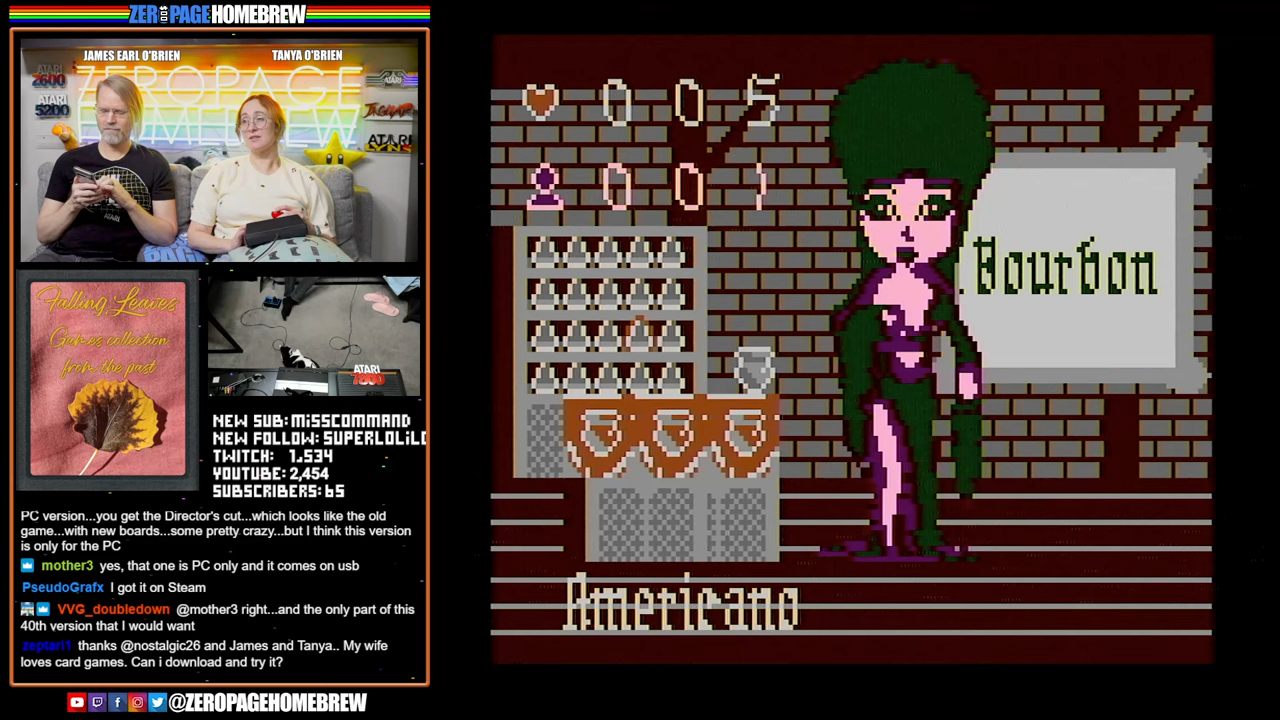 ZEROPAGE HOMEBREW
JAMES EARL O'BRIEN
TANYA O'BRIEN
ZEROPAGE
HOMEBREW
ATARI
2600
ATARI
5200
JAGUAR
ATARI
LYNX
ATARI
Falling Leaves
Games collection
from the past
ATARI
7800
NEW SUB: MISSCOMMAND
NEW FOLLOW: SUPERLOLILO
TWITCH: 1,534
YOUTUBE: 2,454
SUBSCRIBERS: 65
PC version...you get the Director's cut...which looks like the old
game...with new boards...some pretty crazy...but I think this version
is only for the PC
mother3 yes, that one is PC only and it comes on usb
PseudoGrafx I got it on Steam
VVG_doubledown @mother3 right...and the only part of this
40th version that I would want
zeptari1 thanks @nostalgic26 and James and Tanya.. My wife
loves card games. Can i download and try it?
@ZEROPAGEHOMEBREW
005
001
Bourbon
Americano